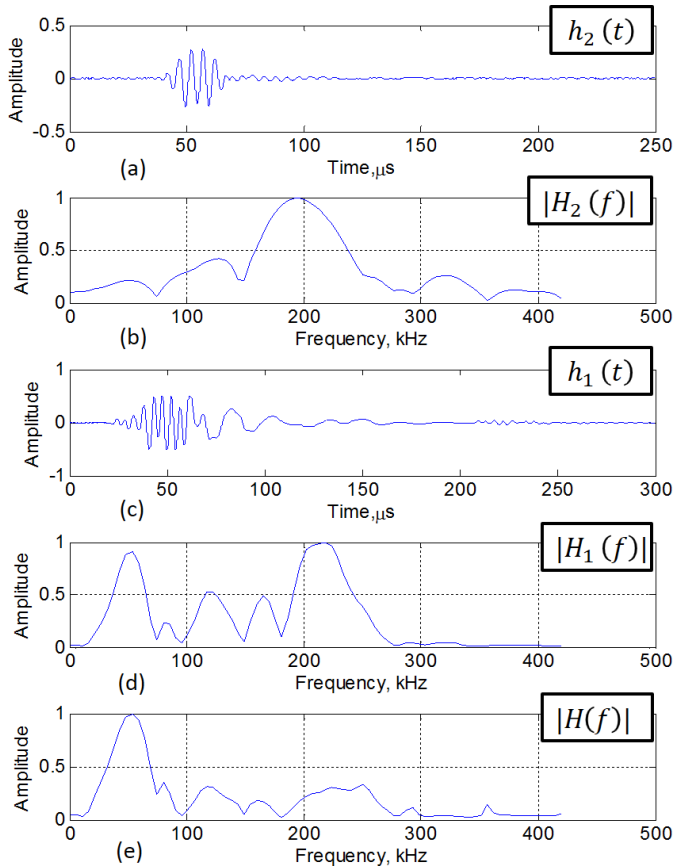 h₂ (t)
0.5
0
-0.5
Amplitude
0 50 100 150 200 250
(a) Time,μs
|H₂ (f)|
1
0.5
0
Amplitude
0 100 200 300 400 500
(b) Frequency, kHz
h₁ (t)
1
0
-1
Amplitude
0 50 100 150 200 250 300
(c) Time,μs
|H₁ (f)|
1
0.5
0
Amplitude
0 100 200 300 400 500
(d) Frequency, kHz
|H(f)|
1
0.5
0
Amplitude
0 100 200 300 400 500
(e) Frequency, kHz